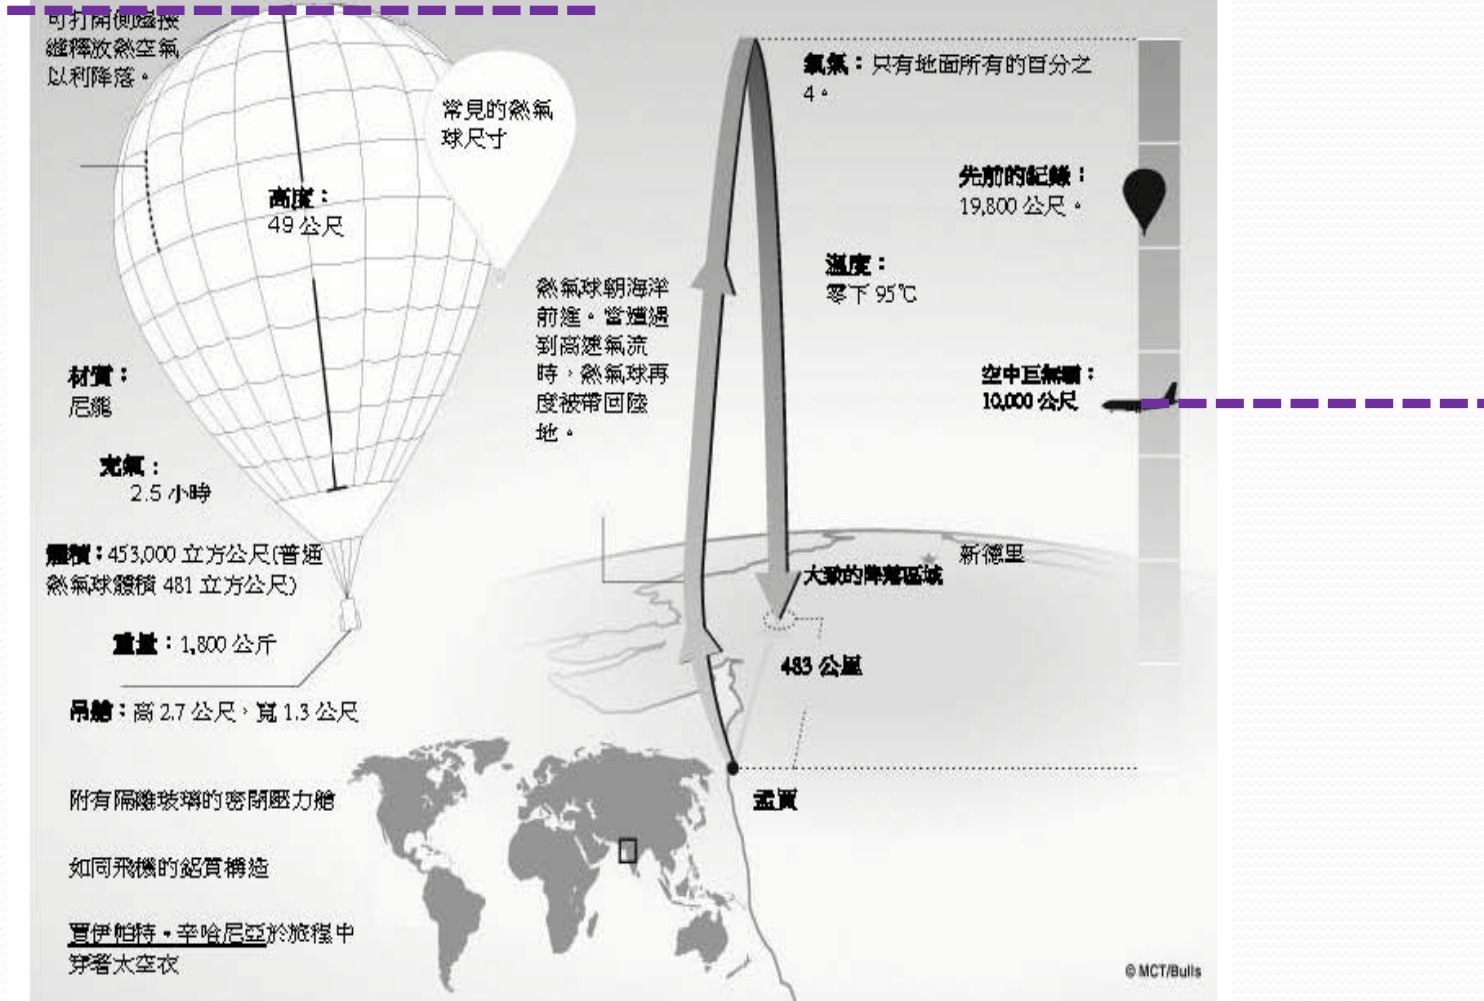 可打開側邊接
縫釋放熱空氣
以利降落。
常見的熱氣
球尺寸
高度：
49 公尺
材質：
尼龍
充氣：
2.5 小時
體積：453,000 立方公尺(普通
熱氣球體積 481 立方公尺)
重量：1,800 公斤
吊艙：高 2.7 公尺，寬 1.3 公尺
附有隔離玻璃的密閉壓力艙
如同飛機的鋁質構造
賈伊帕特・辛哈尼亞於旅程中
穿著太空衣
熱氣球朝海洋
前進。當遭遇
到高速氣流
時，熱氣球再
度被帶回陸
地。
氧氣：只有地面所有的百分之
4。
先前的紀錄：
19,800 公尺。
溫度：
零下 95℃
空中巨無霸：
10,000 公尺
新德里
大致的降落區域
483 公里
孟買
© MCT/Bulls